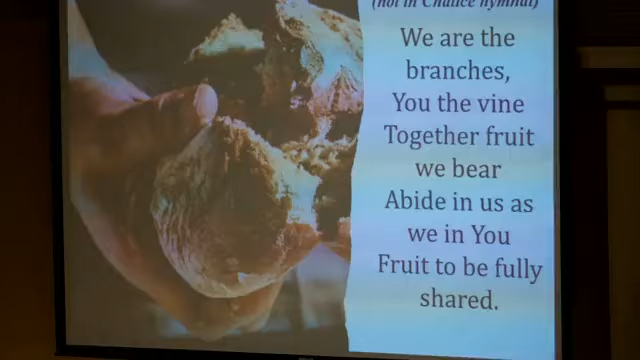 (not in Chalice hymnal)
We are the
branches,
You the vine
Together fruit
we bear
Abide in us as
we in You
Fruit to be fully
shared.